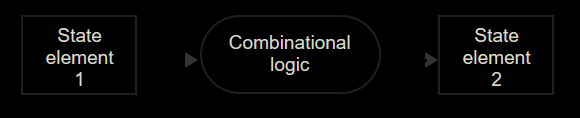 State
element
1
Combinational
logic
State
element
2